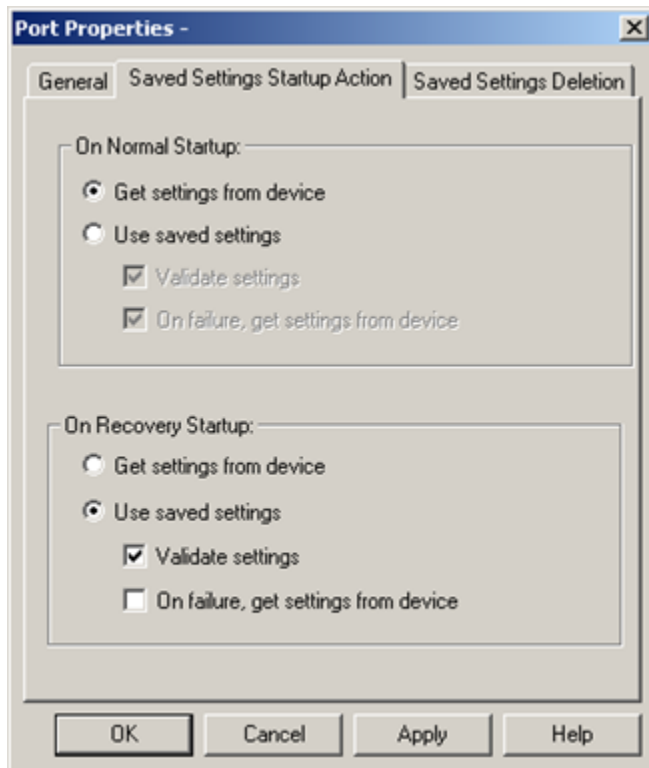 Port Properties -
General Saved Settings Startup Action Saved Settings Deletion
On Normal Startup:
Get settings from device
Use saved settings
Validate settings
On failure, get settings from device
On Recovery Startup:
Get settings from device
Use saved settings
Validate settings
On failure, get settings from device
OK Cancel Apply Help